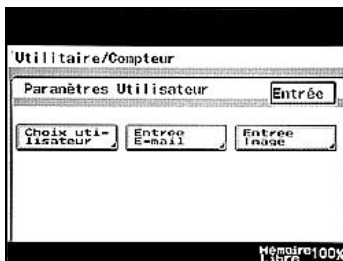 Utilitaire/Compteur
Paramètres Utilisateur
Entrée
Choix uti-
lisateur
Entree
E-mail
Entree
Image
Mémoire
Libre 100%